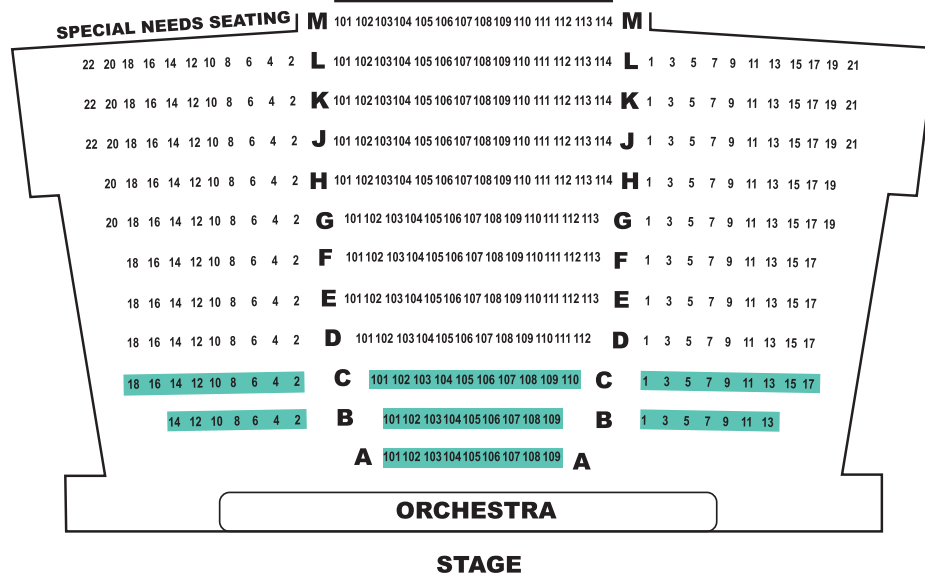 SPECIAL NEEDS SEATING M 101 102 103 104 105 106 107 108 109 110 111 112 113 114 M
22 20 18 16 14 12 10 8 6 4 2 L 101 102 103 104 105 106 107 108 109 110 111 112 113 114 L 1 3 5 7 9 11 13 15 17 19 21
22 20 18 16 14 12 10 8 6 4 2 K 101 102 103 104 105 106 107 108 109 110 111 112 113 114 K 1 3 5 7 9 11 13 15 17 19 21
22 20 18 16 14 12 10 8 6 4 2 J 101 102 103 104 105 106 107 108 109 110 111 112 113 114 J 1 3 5 7 9 11 13 15 17 19 21
20 18 16 14 12 10 8 6 4 2 H 101 102 103 104 105 106 107 108 109 110 111 112 113 114 H 1 3 5 7 9 11 13 15 17 19
20 18 16 14 12 10 8 6 4 2 G 101 102 103 104 105 106 107 108 109 110 111 112 113 G 1 3 5 7 9 11 13 15 17 19
18 16 14 12 10 8 6 4 2 F 101 102 103 104 105 106 107 108 109 110 111 112 113 F 1 3 5 7 9 11 13 15 17
18 16 14 12 10 8 6 4 2 E 101 102 103 104 105 106 107 108 109 110 111 112 113 E 1 3 5 7 9 11 13 15 17
18 16 14 12 10 8 6 4 2 D 101 102 103 104 105 106 107 108 109 110 111 112 D 1 3 5 7 9 11 13 15 17
18 16 14 12 10 8 6 4 2 C 101 102 103 104 105 106 107 108 109 110 C 1 3 5 7 9 11 13 15 17
14 12 10 8 6 4 2 B 101 102 103 104 105 106 107 108 109 B 1 3 5 7 9 11 13
A 101 102 103 104 105 106 107 108 109 A
ORCHESTRA
STAGE